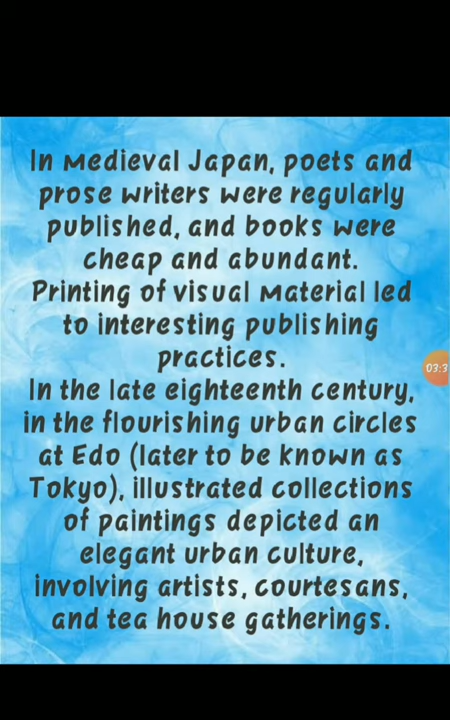 In Medieval Japan, poets and
prose writers were regularly
published, and books were
cheap and abundant.
Printing of visual Material led
to interesting publishing
practices.
In the late eighteenth century,
in the flourishing urban circles
at Edo (later to be known as
Tokyo), illustrated collections
of paintings depicted an
elegant urban culture,
involving artists, courtesans,
and tea house gatherings.
03:3